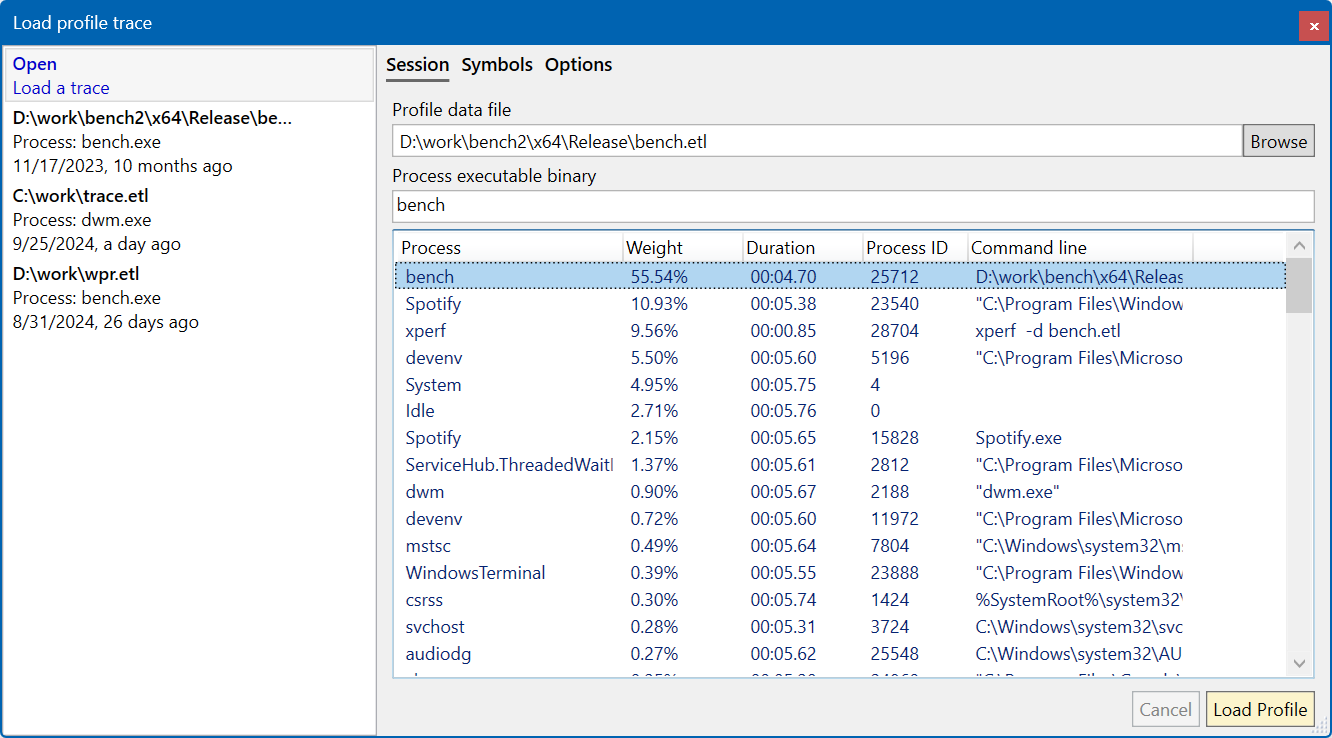 Load profile trace
Open
Load a trace
D:\work\bench2\x64\Release\be...
Process: bench.exe
11/17/2023, 10 months ago
C:\work\trace.etl
Process: dwm.exe
9/25/2024, a day ago
D:\work\wpr.etl
Process: bench.exe
8/31/2024, 26 days ago
Session Symbols Options
Profile data file
D:\work\bench2\x64\Release\bench.etl Browse
Process executable binary
bench
Process Weight Duration Process ID Command line
bench 55.54% 00:04.70 25712 D:\work\bench\x64\Releas
Spotify 10.93% 00:05.38 23540 "C:\Program Files\Window
xperf 9.56% 00:00.85 28704 xperf -d bench.etl
devenv 5.50% 00:05.60 5196 "C:\Program Files\Microso
System 4.95% 00:05.75 4
Idle 2.71% 00:05.76 0
Spotify 2.15% 00:05.65 15828 Spotify.exe
ServiceHub.ThreadedWait 1.37% 00:05.61 2812 "C:\Program Files\Microso
dwm 0.90% 00:05.67 2188 "dwm.exe"
devenv 0.72% 00:05.60 11972 "C:\Program Files\Microso
mstsc 0.49% 00:05.64 7804 "C:\Windows\system32\m
WindowsTerminal 0.39% 00:05.55 23888 "C:\Program Files\Window
csrss 0.30% 00:05.74 1424 %SystemRoot%\system32\
svchost 0.28% 00:05.31 3724 C:\Windows\system32\svc
audiodg 0.27% 00:05.62 25548 C:\Windows\system32\AU
Cancel Load Profile